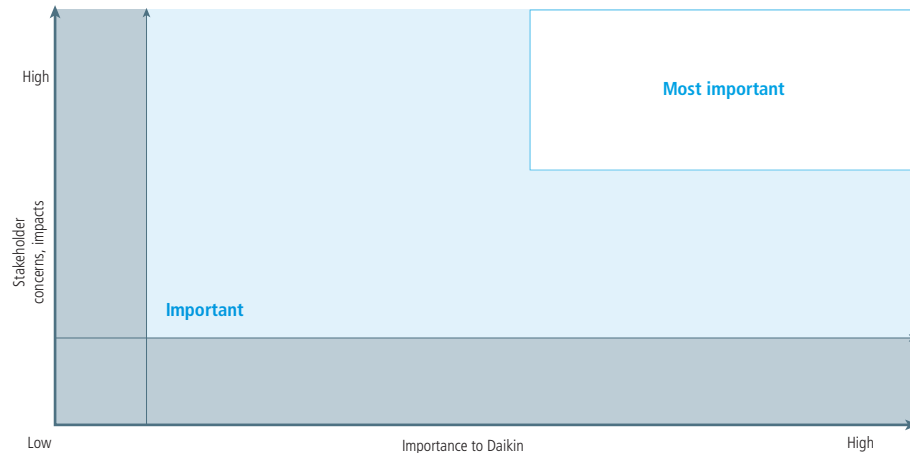 High
Most important
Stakeholder
concerns, impacts
Important
Low
Importance to Daikin
High